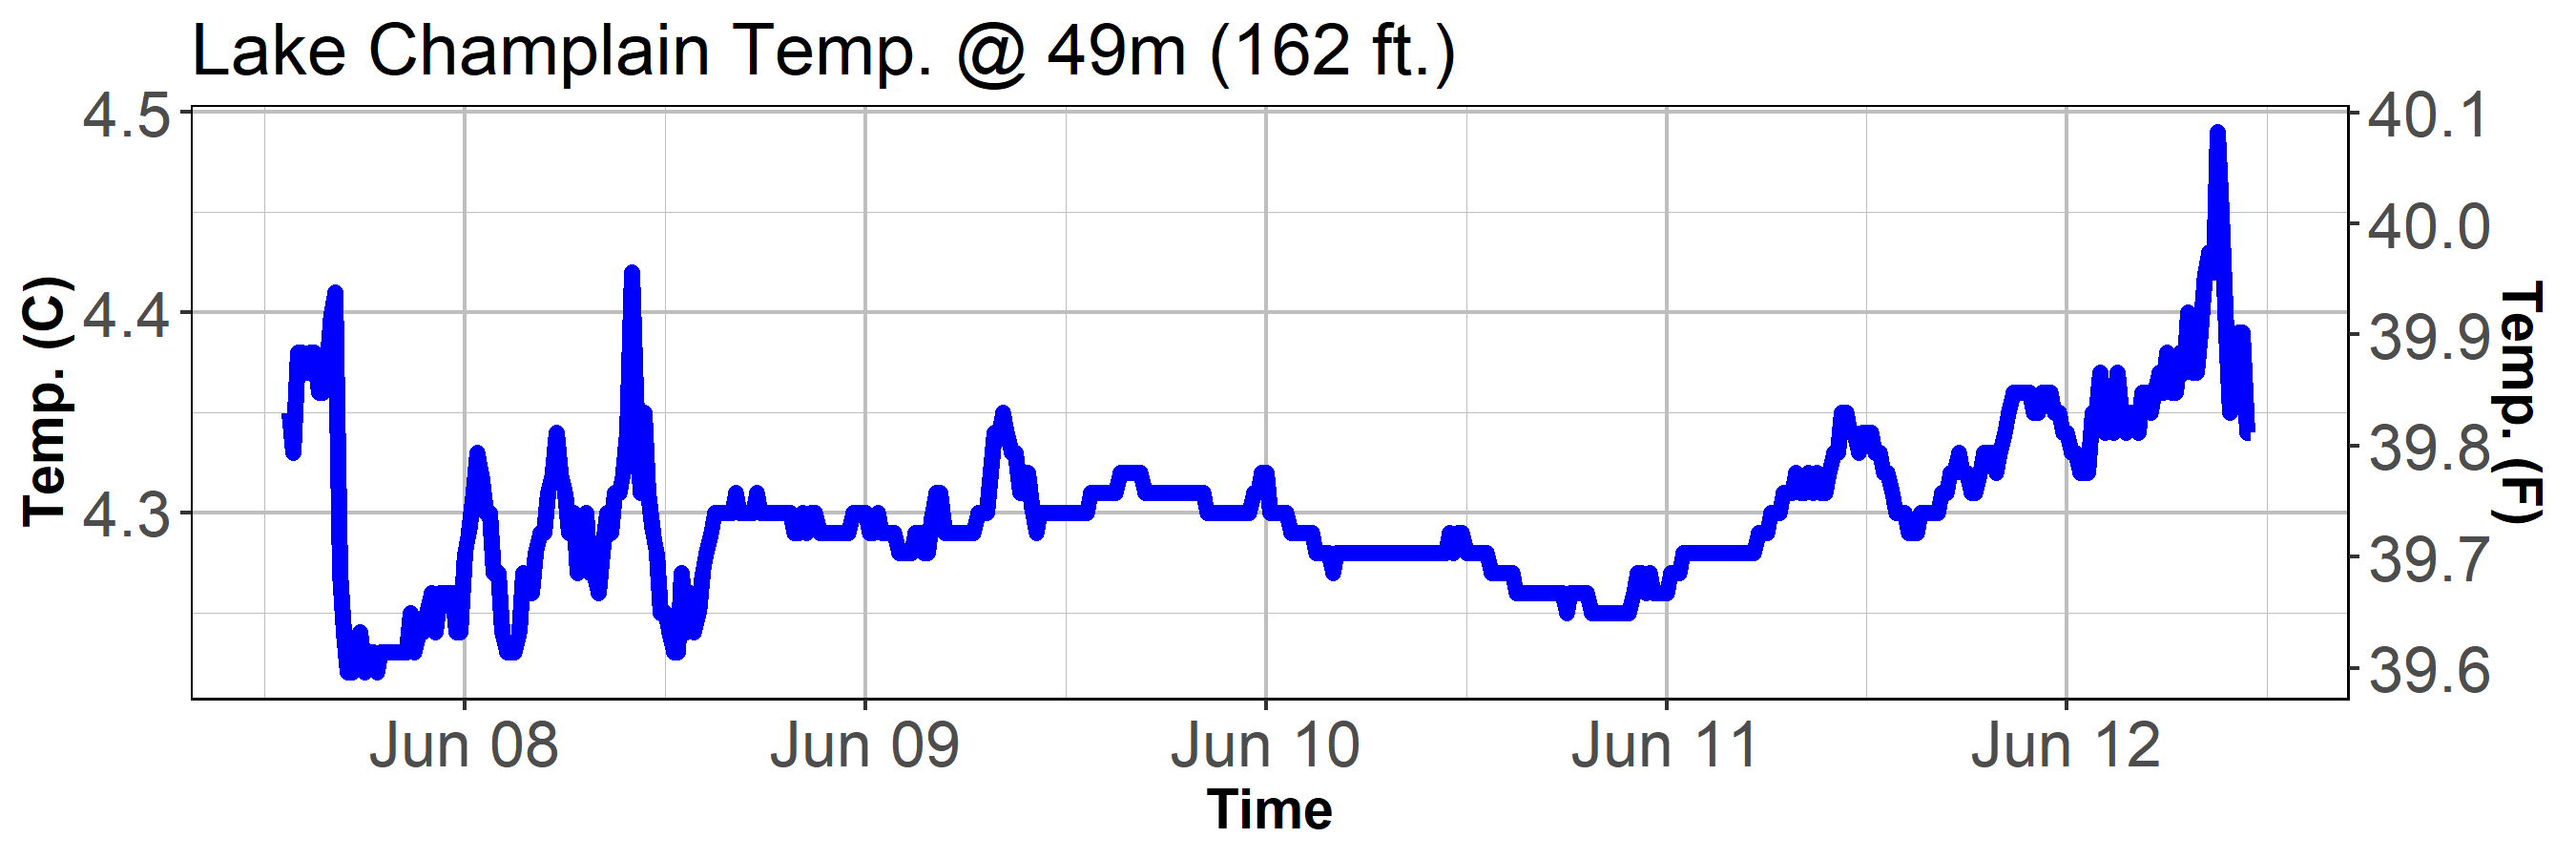 Lake Champlain Temp. @ 49m (162 ft.)
4.5
4.4
4.3
Temp. (C)
40.1
40.0
39.9
39.8
39.7
39.6
Temp. (F)
Jun 08 Jun 09 Jun 10 Jun 11 Jun 12
Time